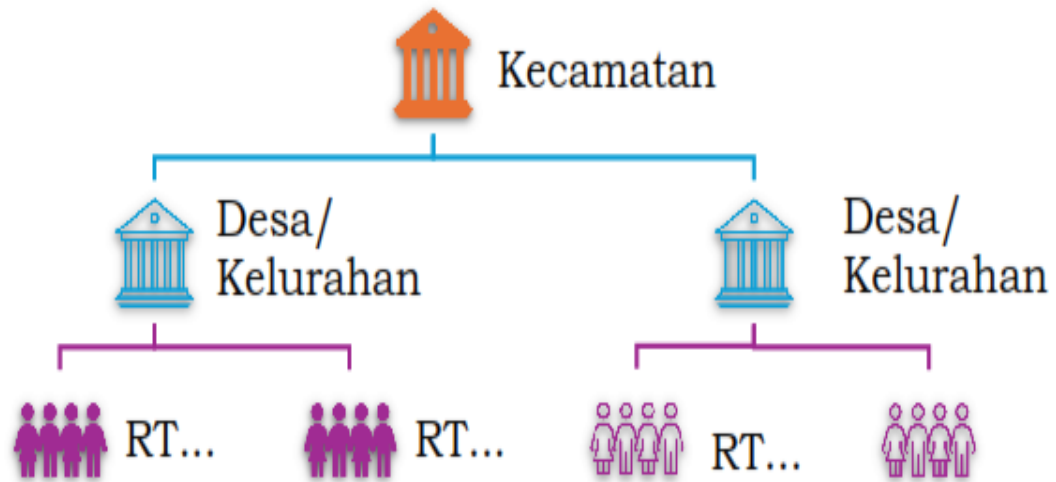 Kecamatan
Desa/
Kelurahan
Desa/
Kelurahan
RT...
RT...
RT...